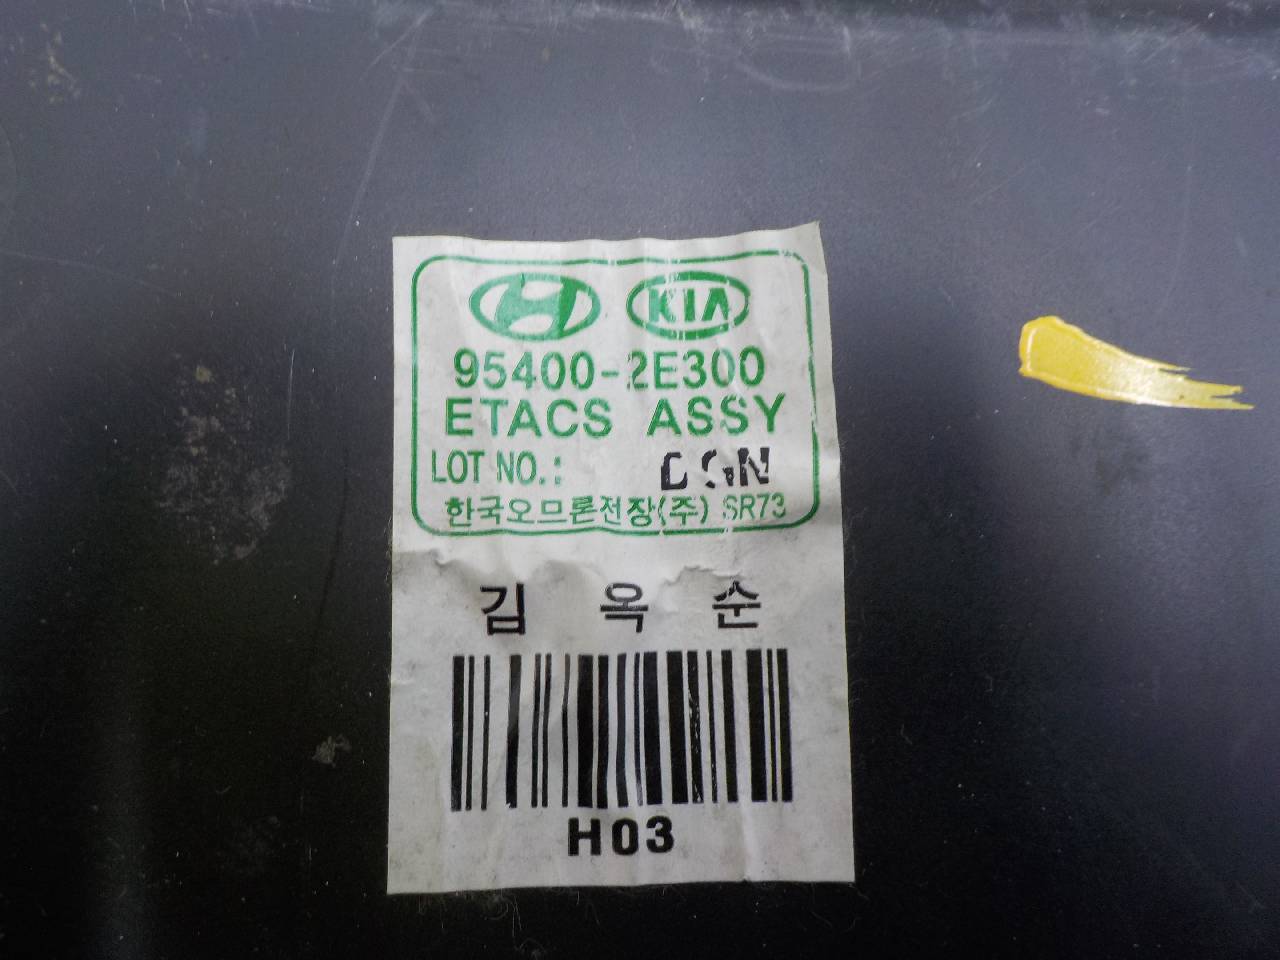 KIA
95400-2E300
ETACS ASSY
LOT NO.: DGN
한국오므론전장(주) SR73
김 옥 순
H03